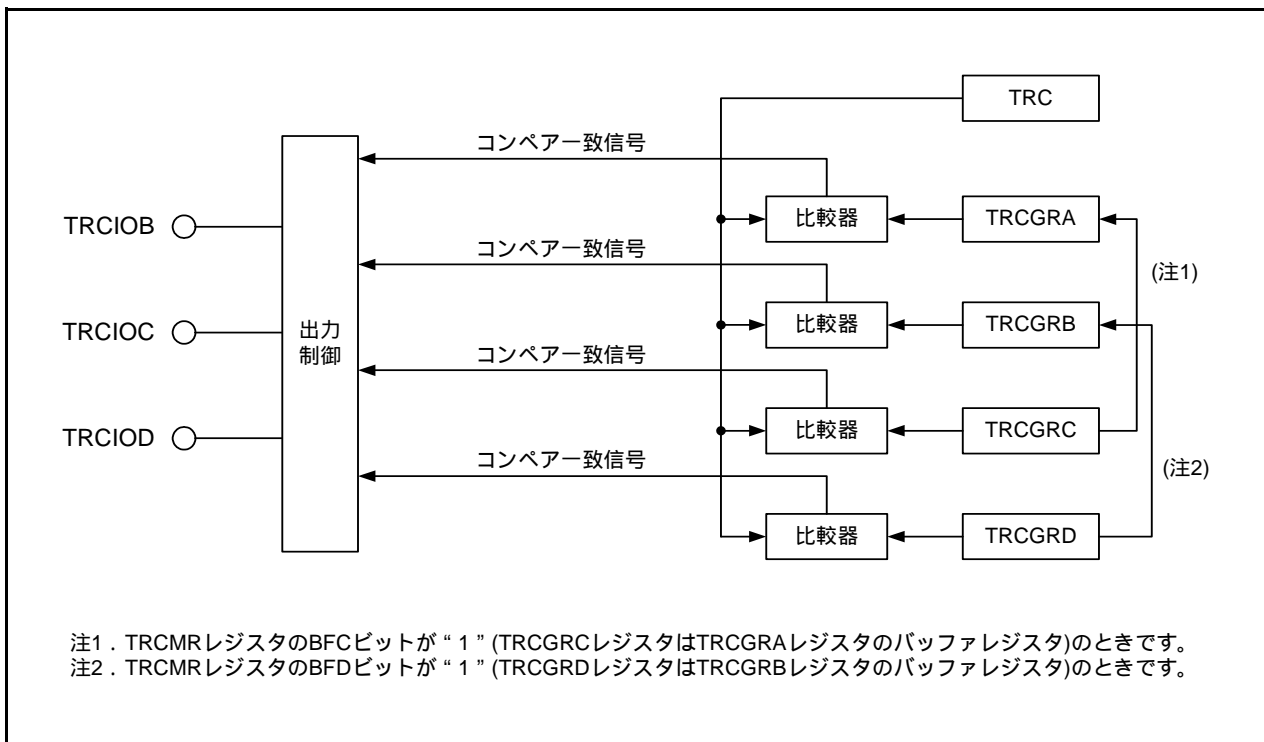 TRC
コンペア一致信号
比較器
TRCGRA
TRCIOB
コンペア一致信号
(注1)
比較器
TRCGRB
TRCIOC
出力
制御
コンペア一致信号
比較器
TRCGRC
TRCIOD
コンペア一致信号
(注2)
比較器
TRCGRD
注1．TRCMRレジスタのBFCビットが“1”(TRCGRCレジスタはTRCGRAレジスタのバッファレジスタ)のときです。
注2．TRCMRレジスタのBFDビットが“1”(TRCGRDレジスタはTRCGRBレジスタのバッファレジスタ)のときです。